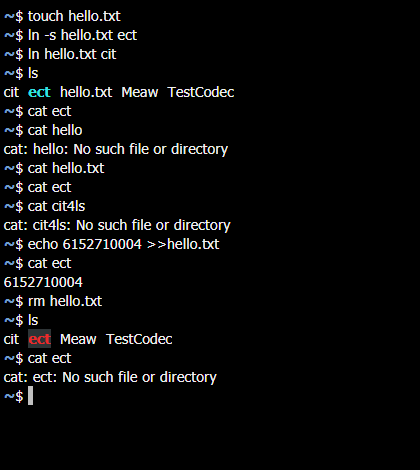 ~$ touch hello.txt
~$ ln -s hello.txt ect
~$ ln hello.txt cit
~$ ls
cit ect hello.txt Meaw TestCodec
~$ cat ect
~$ cat hello
cat: hello: No such file or directory
~$ cat hello.txt
~$ cat ect
~$ cat cit4ls
cat: cit4ls: No such file or directory
~$ echo 6152710004 >>hello.txt
~$ cat ect
6152710004
~$ rm hello.txt
~$ ls
cit ect Meaw TestCodec
~$ cat ect
cat: ect: No such file or directory
~$